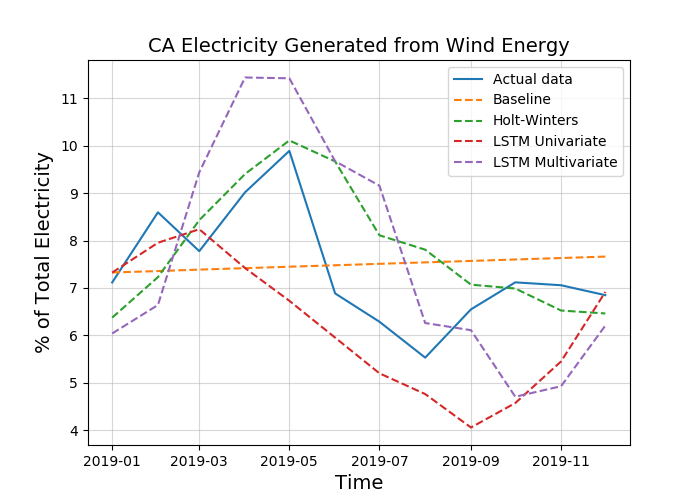 CA Electricity Generated from Wind Energy
% of Total Electricity
11
10
9
8
7
6
5
4
Actual data
Baseline
Holt-Winters
LSTM Univariate
LSTM Multivariate
2019-01 2019-03 2019-05 2019-07 2019-09 2019-11
Time